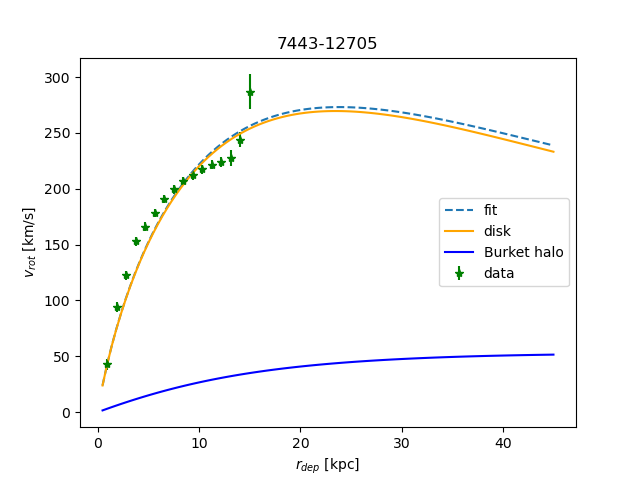 7443-12705
300
250
200
150
100
50
0
v_rot [km/s]
fit
disk
Burket halo
data
0 10 20 30 40
r_dep [kpc]